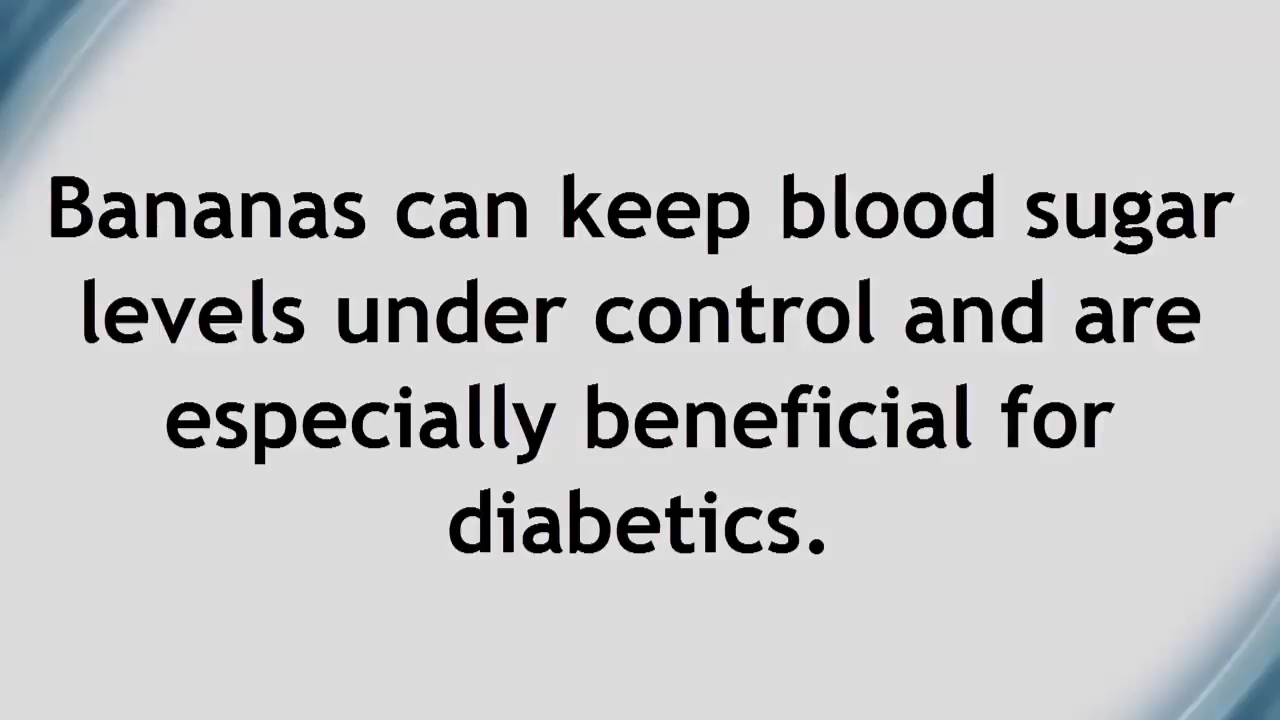 Bananas can keep blood sugar
levels under control and are
especially beneficial for
diabetics.